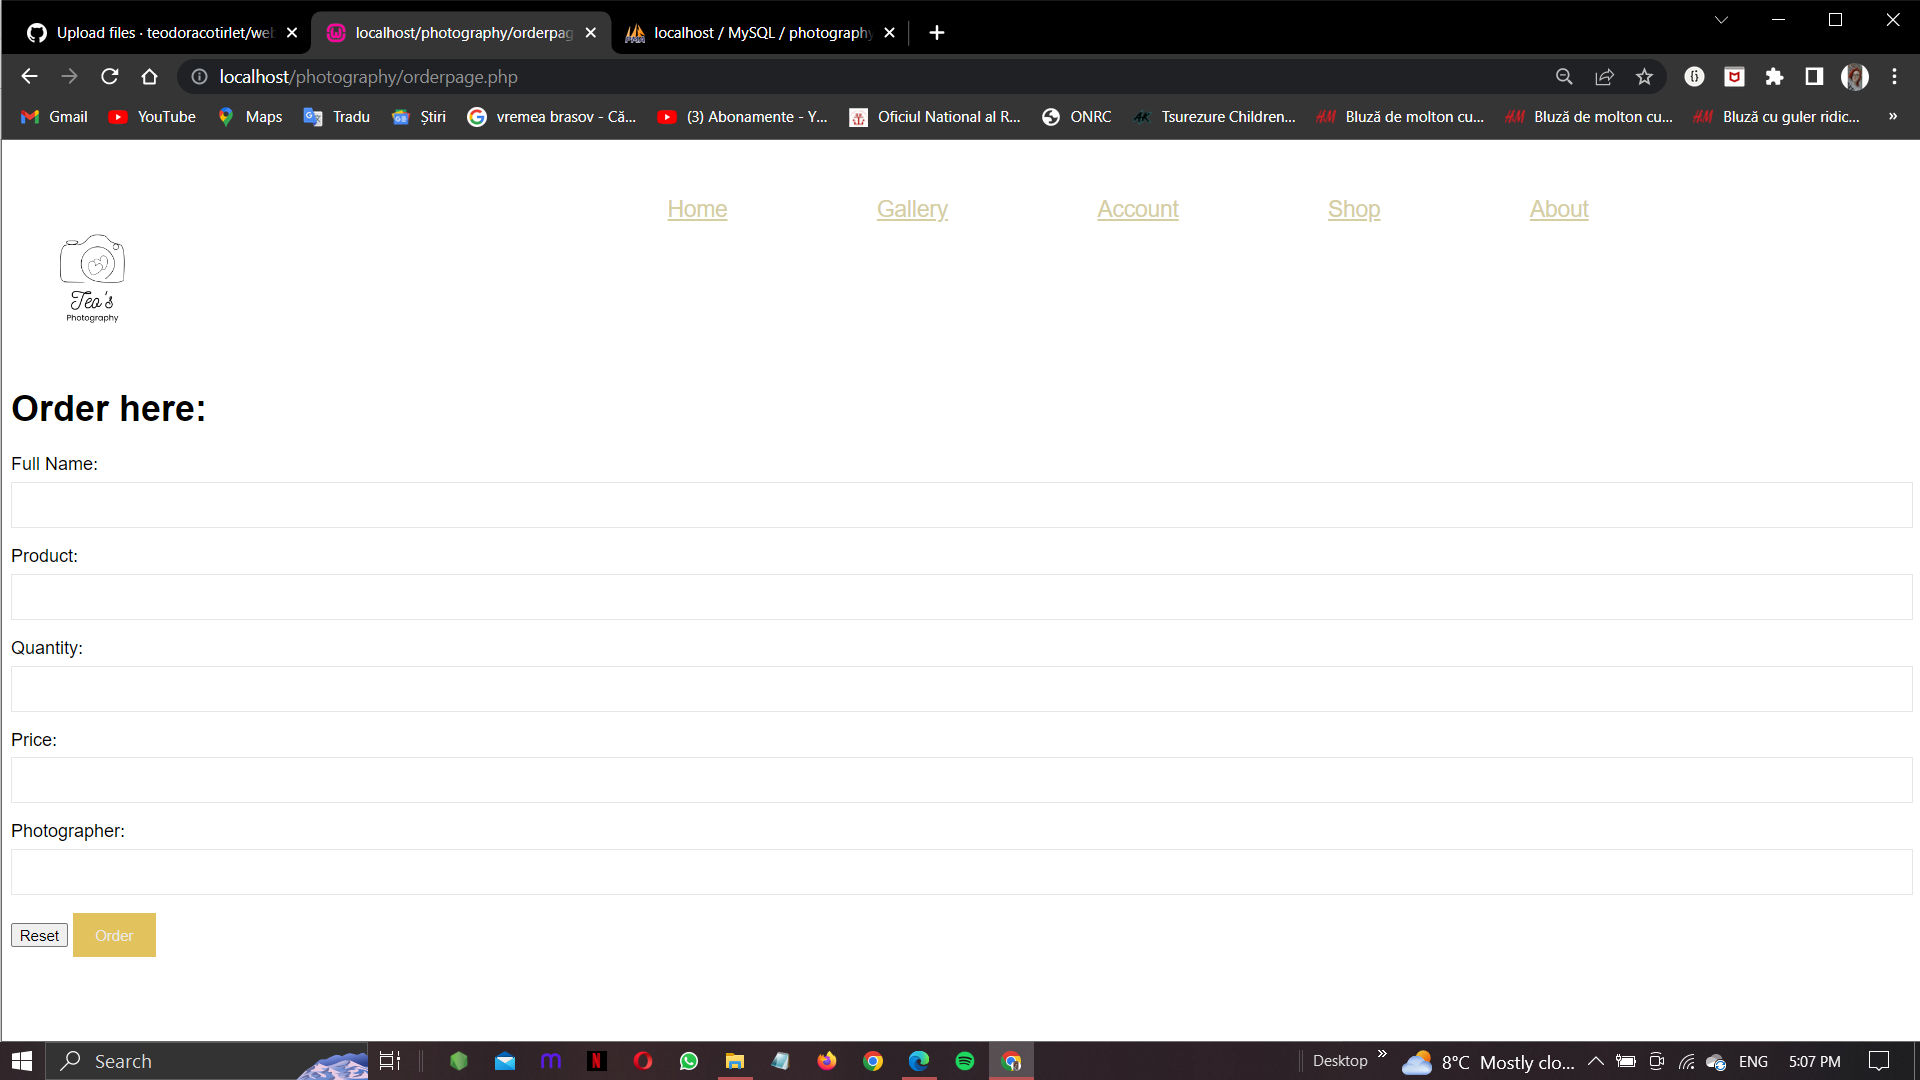 Upload files · teodoracotirlet/web
localhost/photography/orderpag
localhost / MySQL / photography
localhost/photography/orderpage.php
Gmail YouTube Maps Tradu Știri vremea brasov - Că... (3) Abonamente - Y... Oficiul National al R... ONRC Tsurezure Children... Bluză de molton cu... Bluză de molton cu... Bluză cu guler ridic... »
Home Gallery Account Shop About
Teo's
Photography
Order here:
Full Name:
Product:
Quantity:
Price:
Photographer:
Reset Order
Search Desktop » 8°C Mostly clo... ENG 5:07 PM